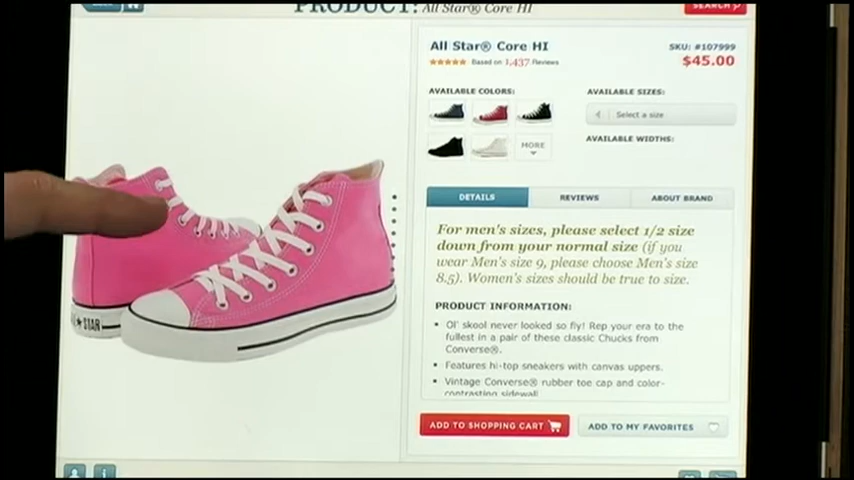 PRODUCT: All Star® Core HI
SEARCH
All Star® Core HI
SKU: #107999
Based on 1,437 Reviews
$45.00
AVAILABLE COLORS:
AVAILABLE SIZES:
Select a size
AVAILABLE WIDTHS:
MORE
DETAILS
REVIEWS
ABOUT BRAND
For men's sizes, please select 1/2 size
down from your normal size (if you
wear Men's size 9, please choose Men's size
8.5). Women's sizes should be true to size.
PRODUCT INFORMATION:
• Ol' skool never looked so fly! Rep your era to the
fullest in a pair of these classic Chucks from
Converse®.
• Features hi-top sneakers with canvas uppers.
• Vintage Converse® rubber toe cap and color-
contrasting sidewall
STAR
ADD TO SHOPPING CART
ADD TO MY FAVORITES